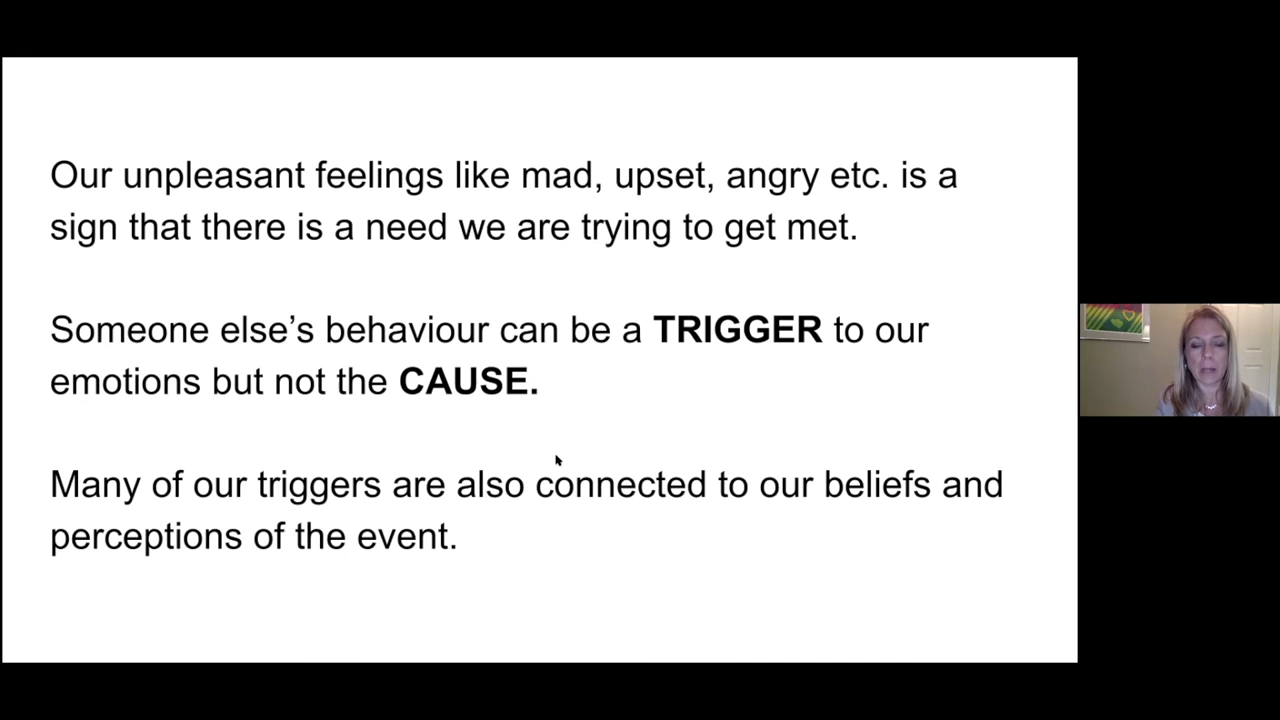 Our unpleasant feelings like mad, upset, angry etc. is a
sign that there is a need we are trying to get met.
Someone else’s behaviour can be a TRIGGER to our
emotions but not the CAUSE.
Many of our triggers are also connected to our beliefs and
perceptions of the event.